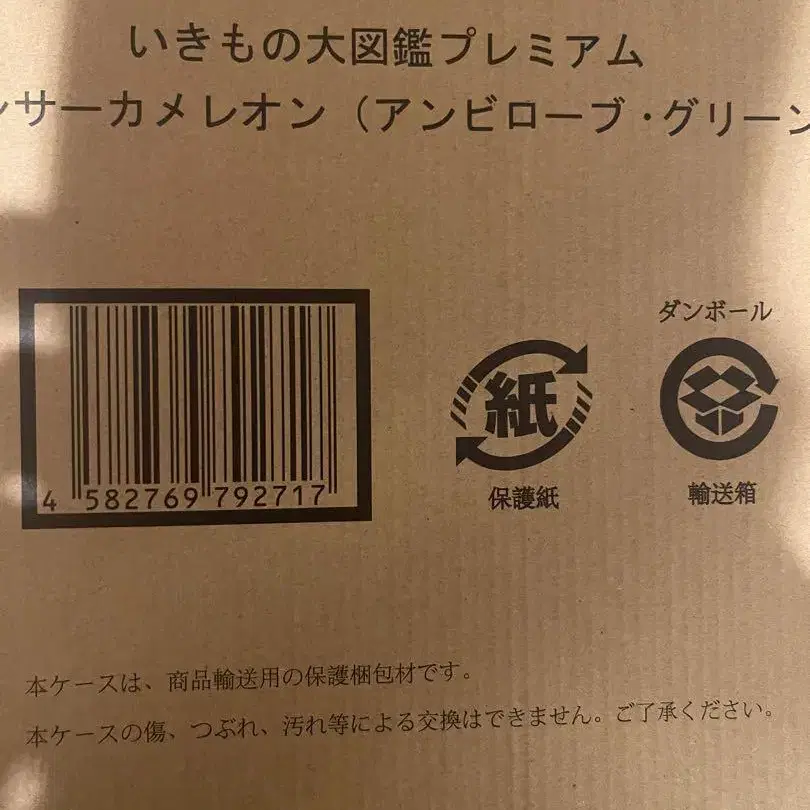 いきもの大図鑑プレミアム
サーカメレオン（アンビローブ・グリーン
ダンボール
紙
4 582769 792717
保護紙
輸送箱
本ケースは、商品輸送用の保護梱包材です。
本ケースの傷、つぶれ、汚れ等による交換はできません。ご了承ください。